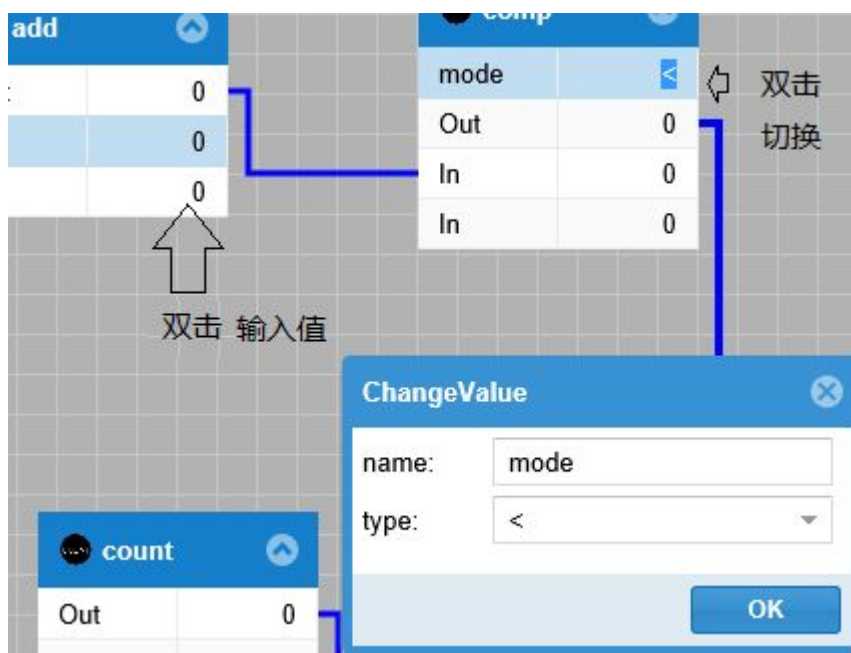 add
comp
0
mode <
双击
0
Out 0
切换
0
In 0
In 0
双击 输入值
ChangeValue
name: mode
type: <
count
OK
Out 0